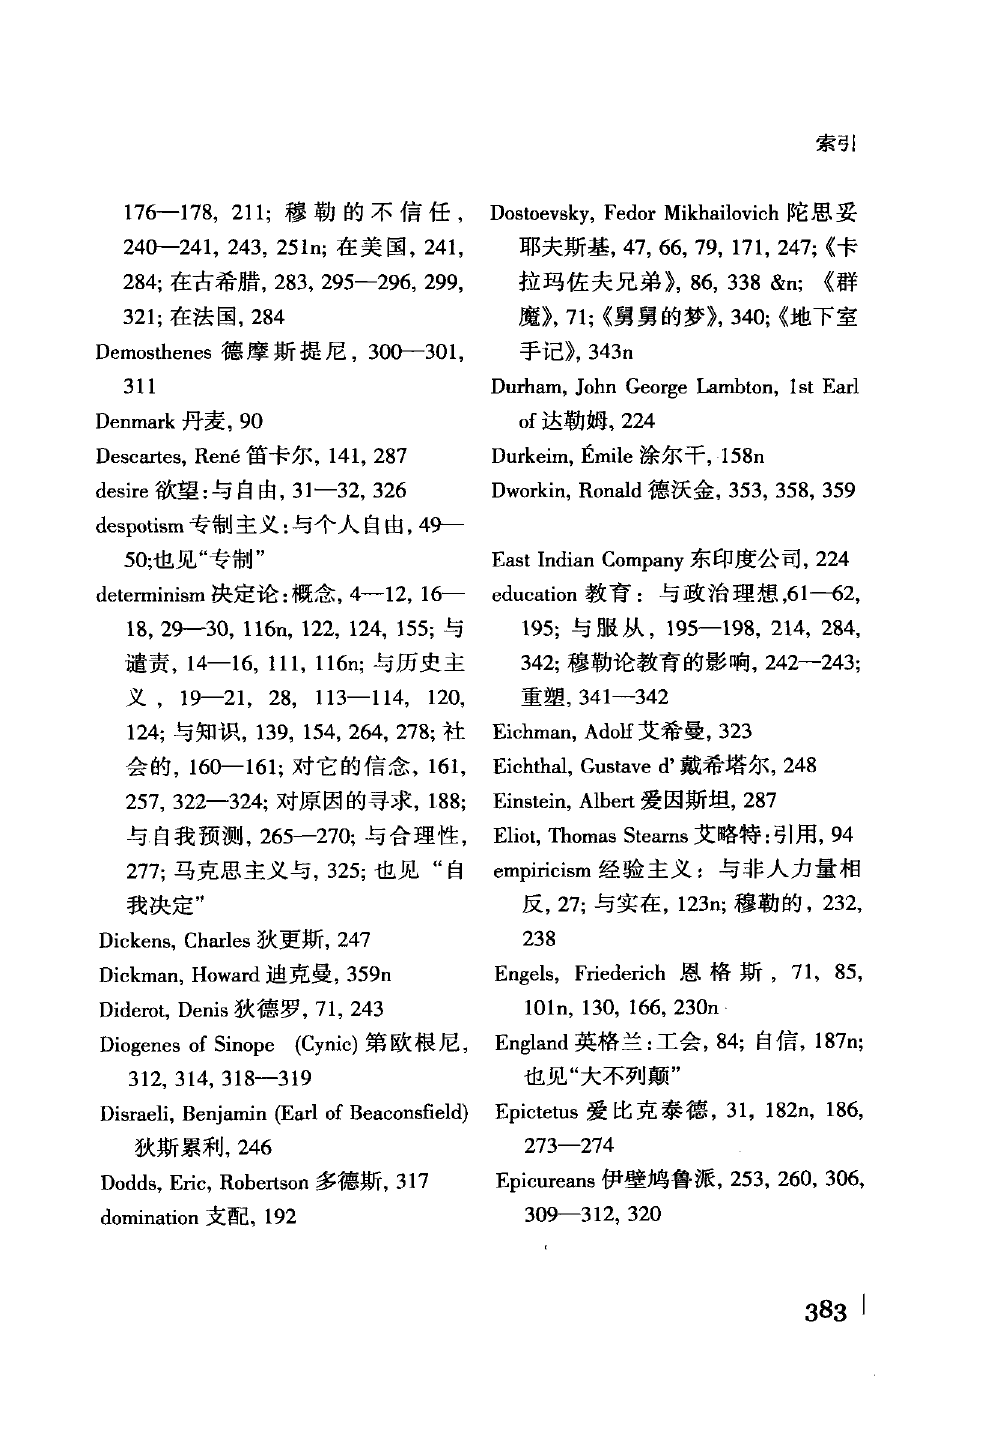 索引
176—178, 211; 穆勒的不信任,
240—241, 243, 251n; 在美国, 241,
284; 在古希腊, 283, 295—296, 299,
321; 在法国, 284
Demosthenes 德摩斯提尼, 300—301,
311
Denmark 丹麦, 90
Descartes, René 笛卡尔, 141, 287
desire 欲望:与自由, 31—32, 326
despotism 专制主义:与个人自由, 49—
50;也见“专制”
determinism 决定论:概念, 4—12, 16—
18, 29—30, 116n, 122, 124, 155; 与
谴责, 14—16, 111, 116n; 与历史主
义, 19—21, 28, 113—114, 120,
124; 与知识, 139, 154, 264, 278; 社
会的, 160—161; 对它的信念, 161,
257, 322—324; 对原因的寻求, 188;
与自我预测, 265—270; 与合理性,
277; 马克思主义与, 325; 也见“自
我决定”
Dickens, Charles 狄更斯, 247
Dickman, Howard 迪克曼, 359n
Diderot, Denis 狄德罗, 71, 243
Diogenes of Sinope (Cynic) 第欧根尼,
312, 314, 318—319
Disraeli, Benjamin (Earl of Beaconsfield)
狄斯累利, 246
Dodds, Eric, Robertson 多德斯, 317
domination 支配, 192
Dostoevsky, Fedor Mikhailovich 陀思妥
耶夫斯基, 47, 66, 79, 171, 247;《卡
拉玛佐夫兄弟》, 86, 338 &n; 《群
魔》, 71;《舅舅的梦》, 340;《地下室
手记》, 343n
Durham, John George Lambton, 1st Earl
of 达勒姆, 224
Durkeim, Émile 涂尔干, 158n
Dworkin, Ronald 德沃金, 353, 358, 359
East Indian Company 东印度公司, 224
education 教育: 与政治理想,61—62,
195; 与服从, 195—198, 214, 284,
342; 穆勒论教育的影响, 242—243;
重塑, 341—342
Eichman, Adolf 艾希曼, 323
Eichthal, Gustave d’ 戴希塔尔, 248
Einstein, Albert 爱因斯坦, 287
Eliot, Thomas Stearns 艾略特:引用, 94
empiricism 经验主义: 与非人力量相
反, 27; 与实在, 123n; 穆勒的, 232,
238
Engels, Friederich 恩格斯, 71, 85,
101n, 130, 166, 230n
England 英格兰:工会, 84; 自信, 187n;
也见“大不列颠”
Epictetus 爱比克泰德, 31, 182n, 186,
273—274
Epicureans 伊壁鸠鲁派, 253, 260, 306,
309—312, 320
383